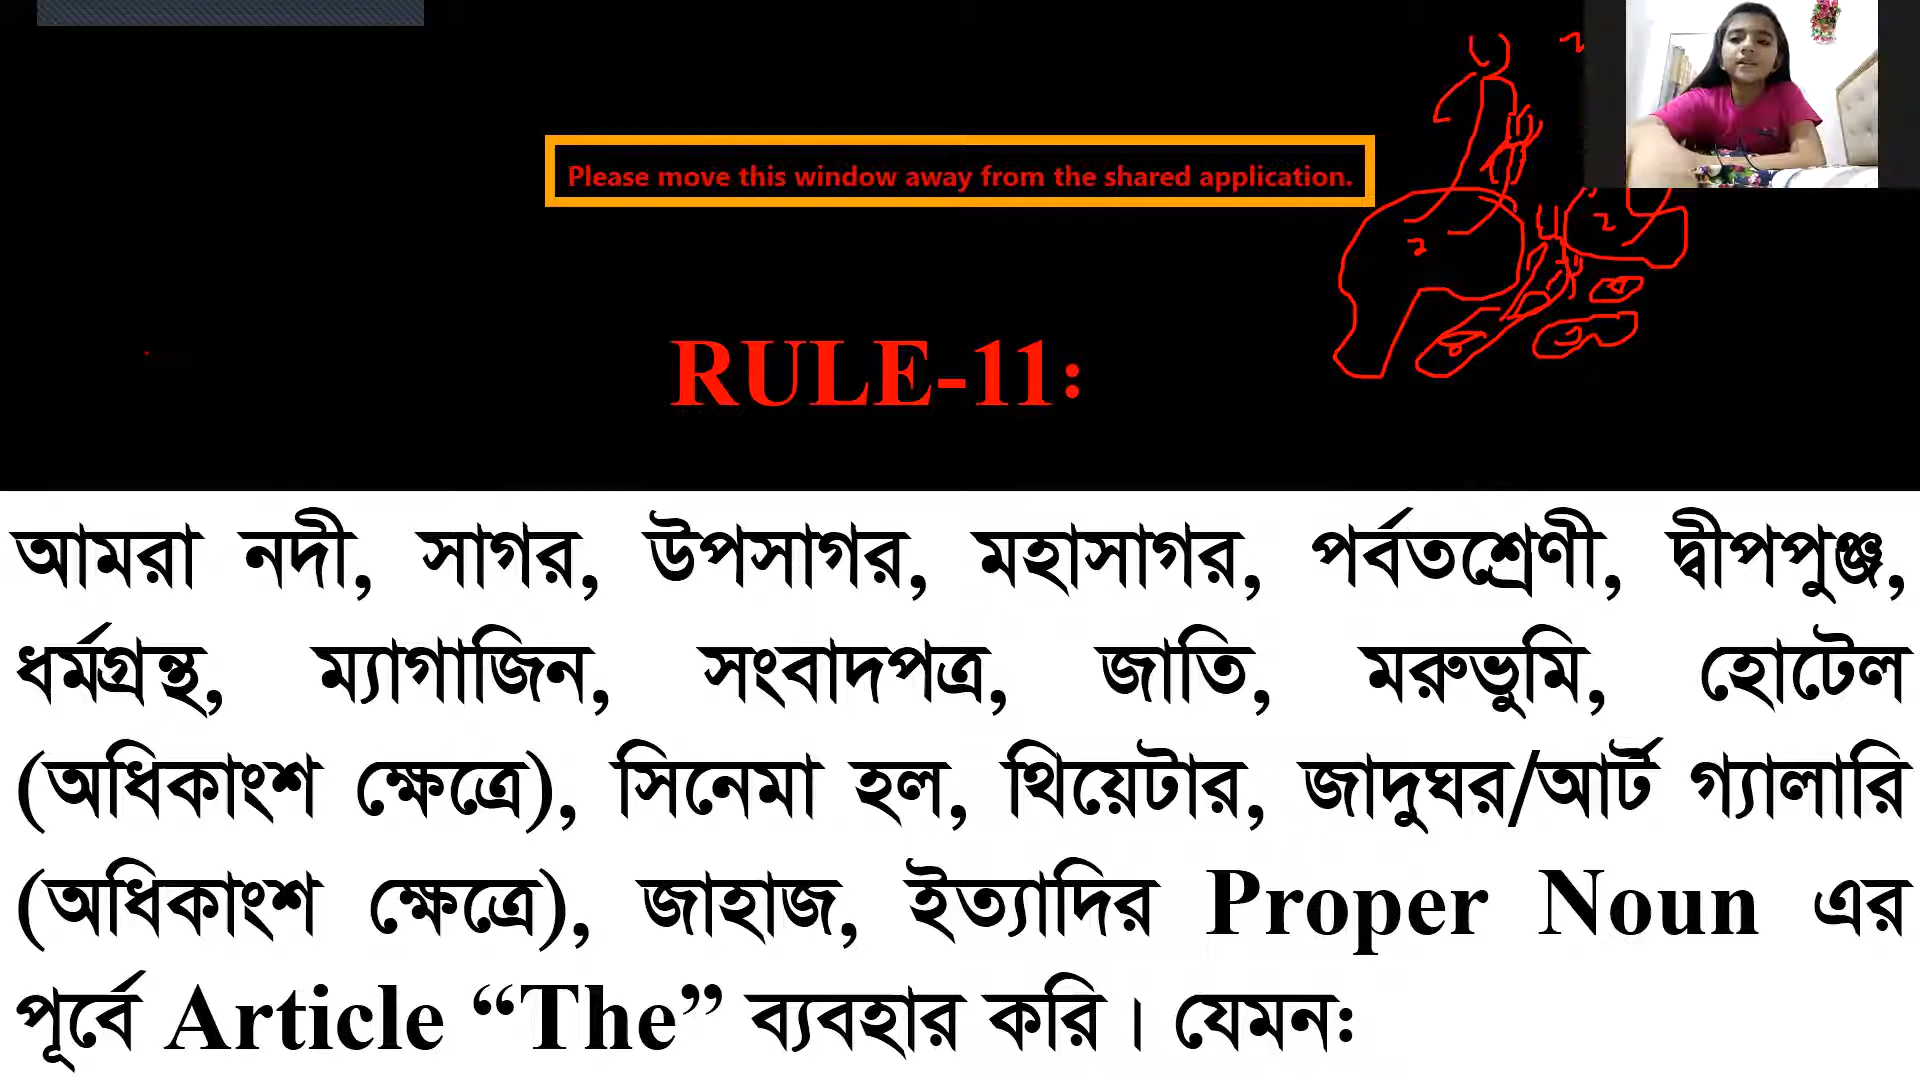 Please move this window away from the shared application.
RULE-11:
আমরা নদী, সাগর, উপসাগর, মহাসাগর, পর্বতশ্রেণী, দ্বীপপুঞ্জ,
ধর্মগ্রন্থ, ম্যাগাজিন, সংবাদপত্র, জাতি, মরুভুমি, হোটেল
(অধিকাংশ ক্ষেত্রে), সিনেমা হল, থিয়েটার, জাদুঘর/আর্ট গ্যালারি
(অধিকাংশ ক্ষেত্রে), জাহাজ, ইত্যাদির Proper Noun এর
পূর্বে Article “The” ব্যবহার করি। যেমনঃ